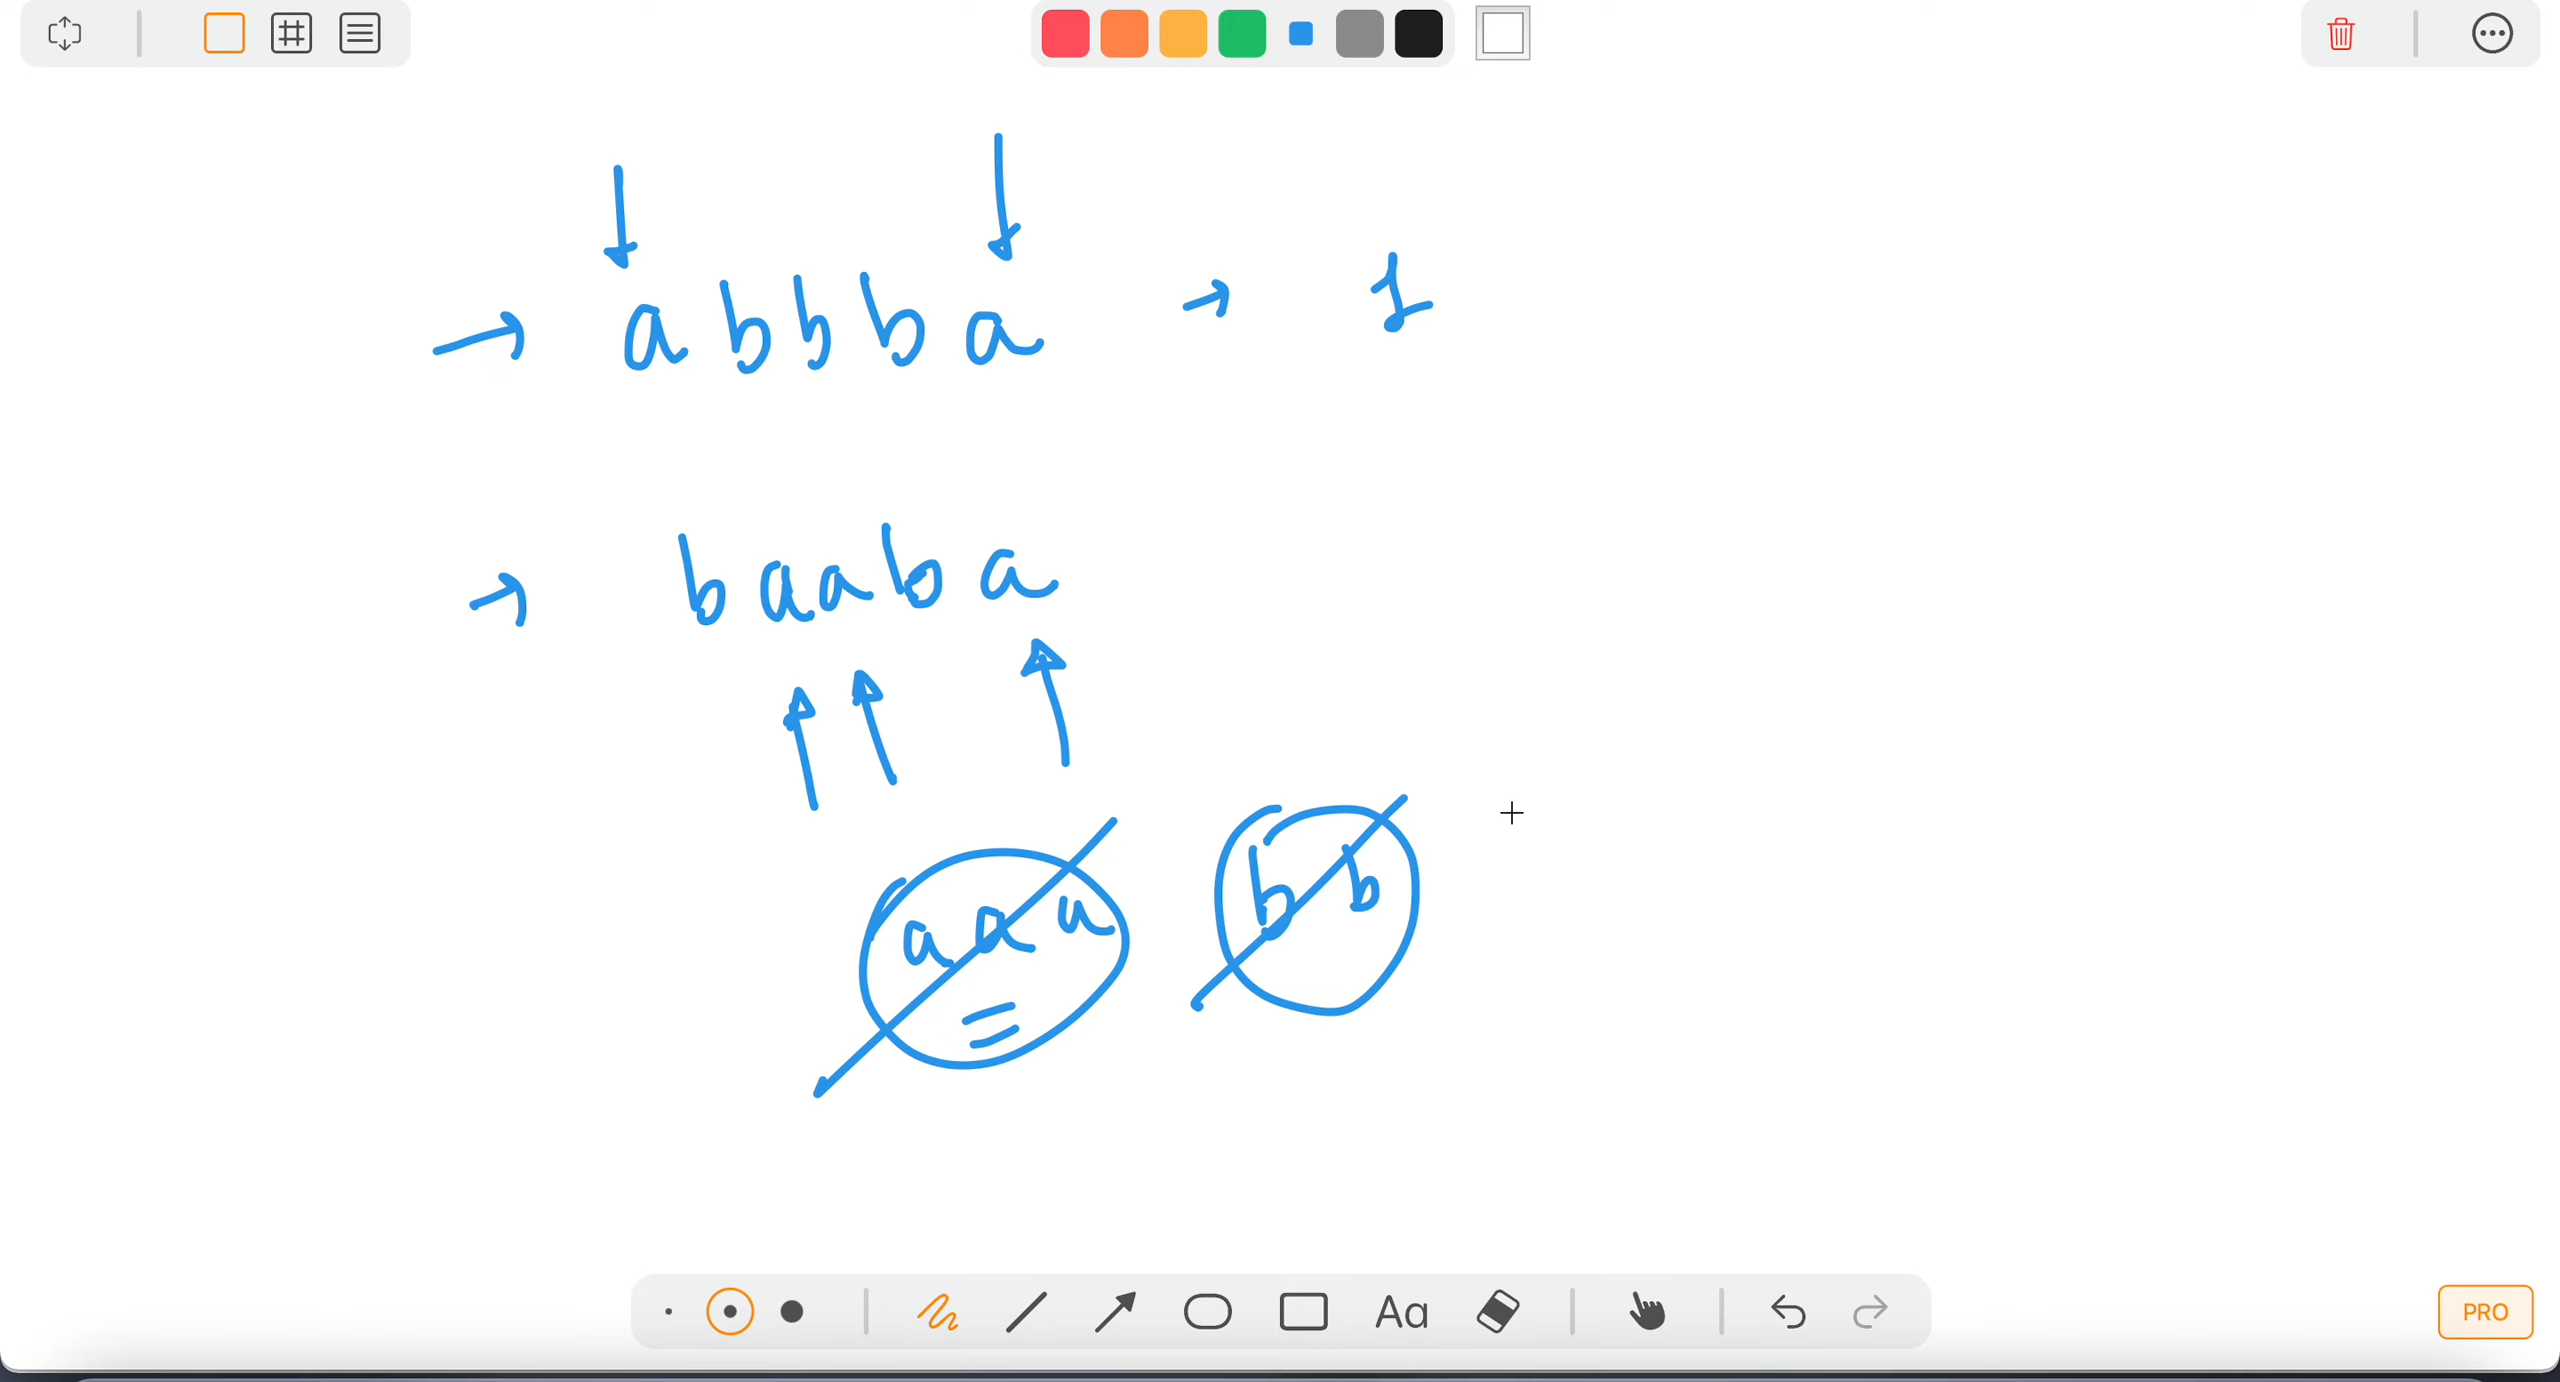 → abbba → 1
→ baaba
aaa bb
Aa
PRO